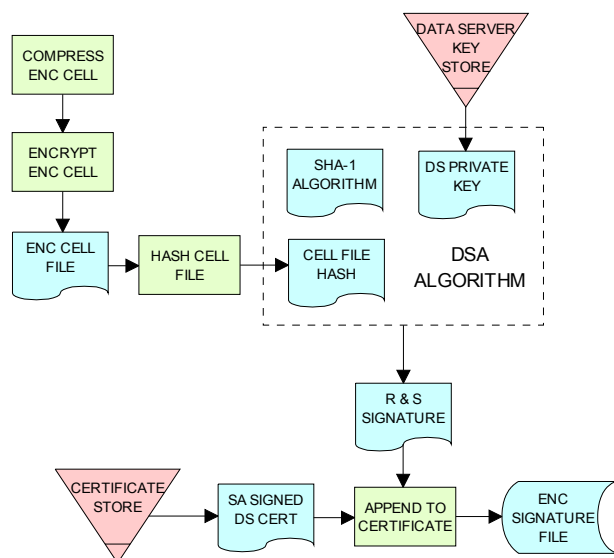 COMPRESS
ENC CELL
DATA SERVER
KEY
STORE
ENCRYPT
ENC CELL
SHA-1
ALGORITHM
DS PRIVATE
KEY
ENC CELL
FILE
HASH CELL
FILE
CELL FILE
HASH
DSA
ALGORITHM
R & S
SIGNATURE
CERTIFICATE
STORE
SA SIGNED
DS CERT
APPEND TO
CERTIFICATE
ENC
SIGNATURE
FILE